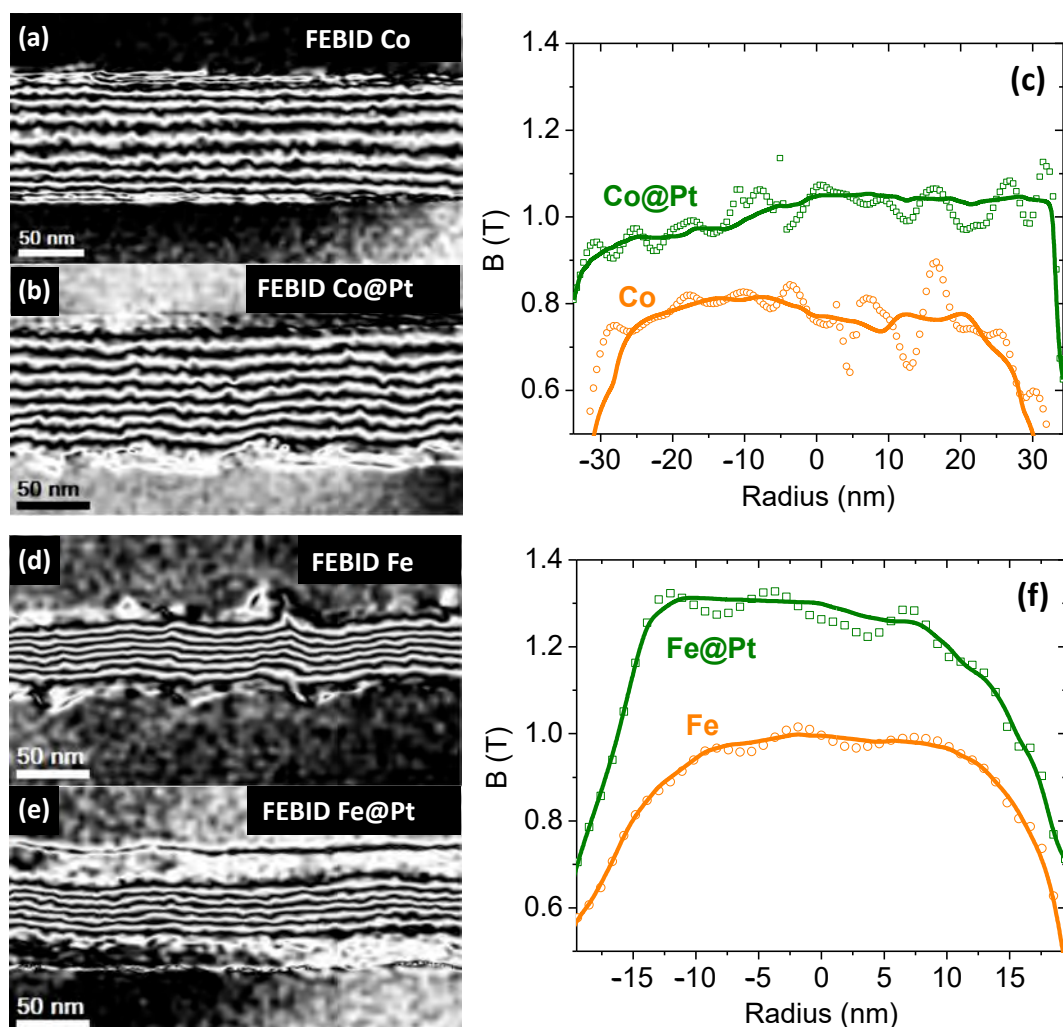 (a) FEBID Co
50 nm
(b) FEBID Co@Pt
50 nm
(c)
1.4
1.2
1.0
0.8
0.6
B (T)
Co@Pt
Co
-30 -20 -10 0 10 20 30
Radius (nm)
(d) FEBID Fe
50 nm
(e) FEBID Fe@Pt
50 nm
(f)
1.4
1.2
1.0
0.8
0.6
B (T)
Fe@Pt
Fe
-15 -10 -5 0 5 10 15
Radius (nm)